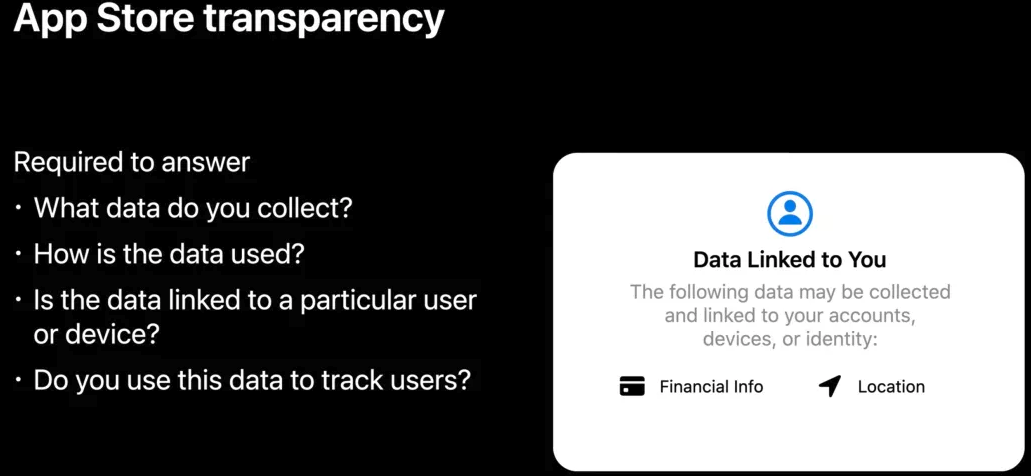 App Store transparency
Required to answer
· What data do you collect?
· How is the data used?
· Is the data linked to a particular user
or device?
· Do you use this data to track users?
Data Linked to You
The following data may be collected
and linked to your accounts,
devices, or identity:
Financial Info
Location